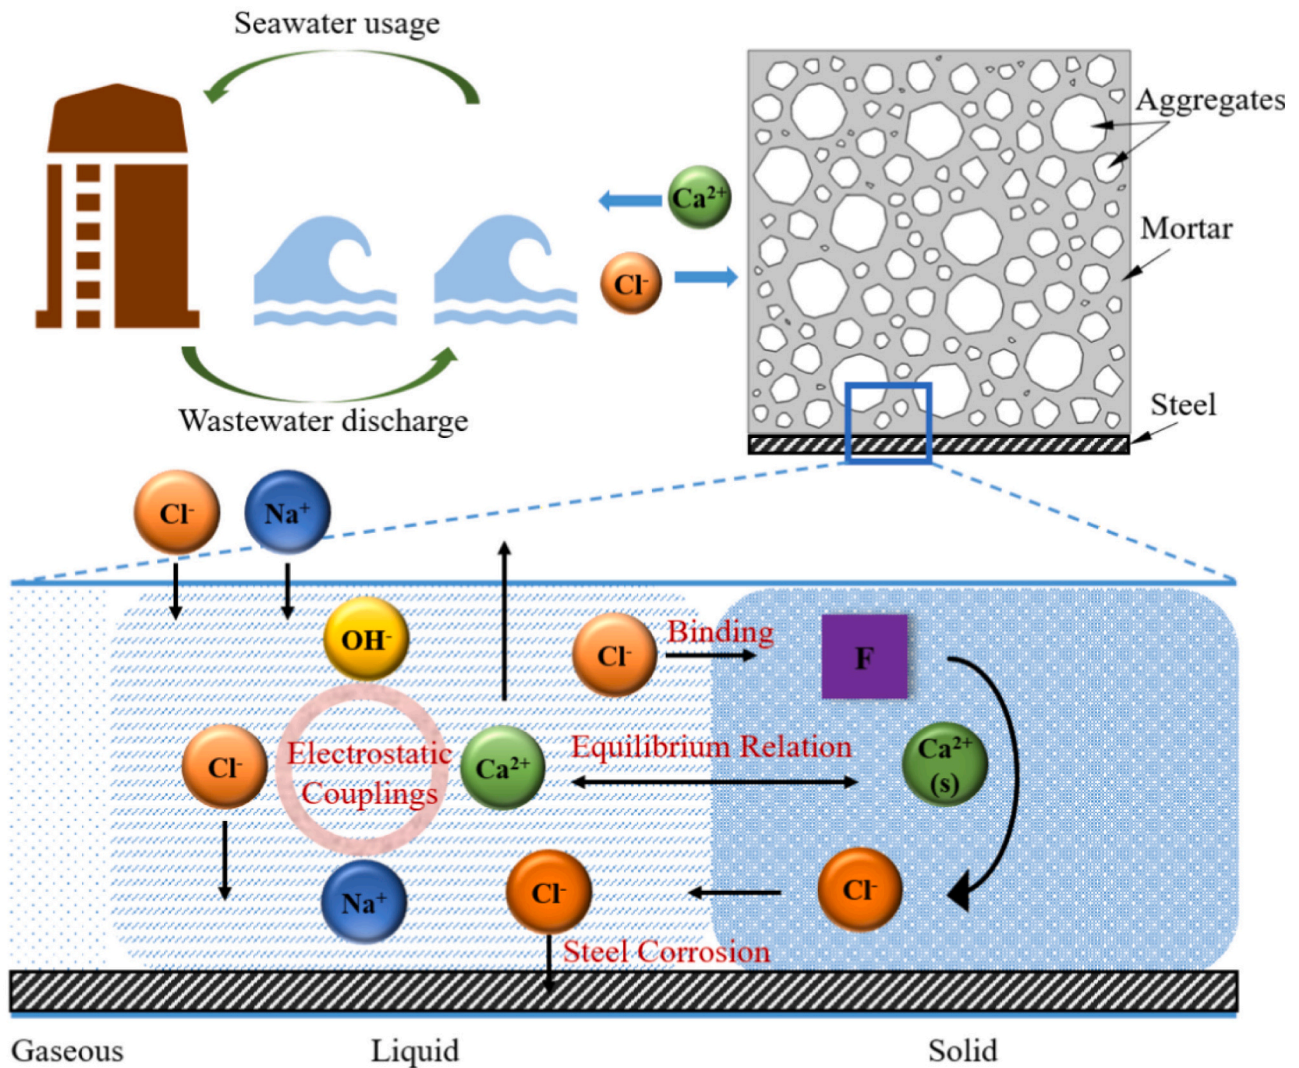 Seawater usage
Aggregates
Ca²⁺
Mortar
Cl⁻
Steel
Wastewater discharge
Cl⁻
Na⁺
OH⁻
Cl⁻
Binding
F
Cl⁻
Electrostatic
Couplings
Ca²⁺
Equilibrium Relation
Ca²⁺
(s)
Na⁺
Cl⁻
Cl⁻
Steel Corrosion
Gaseous
Liquid
Solid